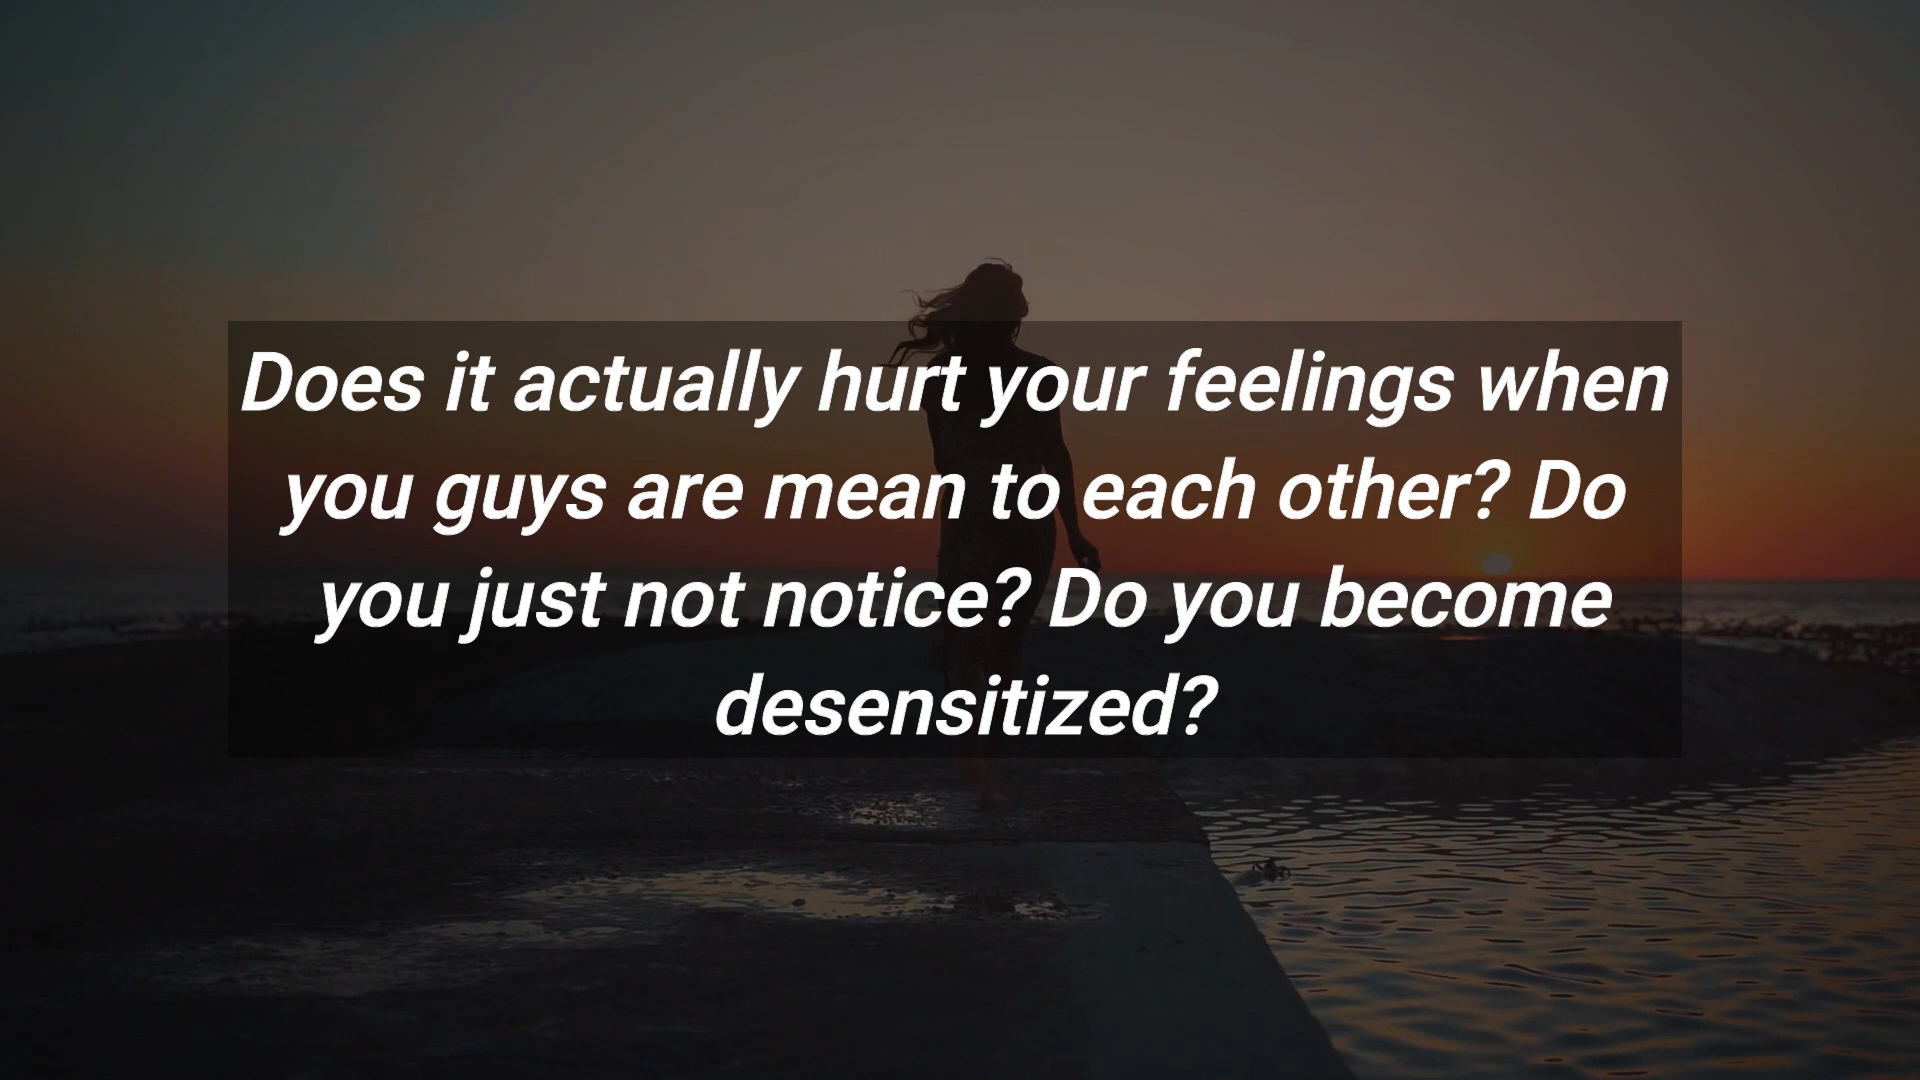 Does it actually hurt your feelings when
you guys are mean to each other? Do
you just not notice? Do you become
desensitized?